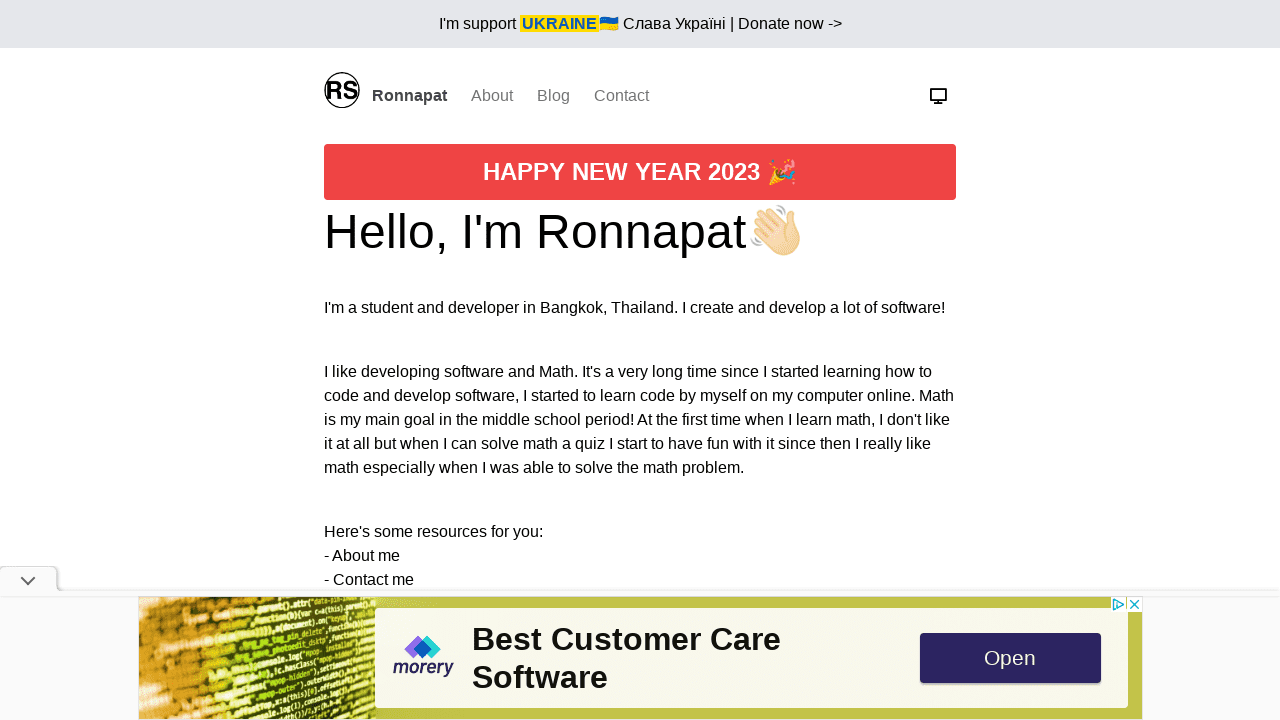 I'm support UKRAINE🇺🇦 Слава Україні | Donate now ->
RS Ronnapat About Blog Contact
HAPPY NEW YEAR 2023 🎉
Hello, I'm Ronnapat👋🏻
I'm a student and developer in Bangkok, Thailand. I create and develop a lot of software!
I like developing software and Math. It's a very long time since I started learning how to
code and develop software, I started to learn code by myself on my computer online. Math
is my main goal in the middle school period! At the first time when I learn math, I don't like
it at all but when I can solve math a quiz I start to have fun with it since then I really like
math especially when I was able to solve the math problem.
Here's some resources for you:
- About me
- Contact me
morery
Best Customer Care
Software
Open